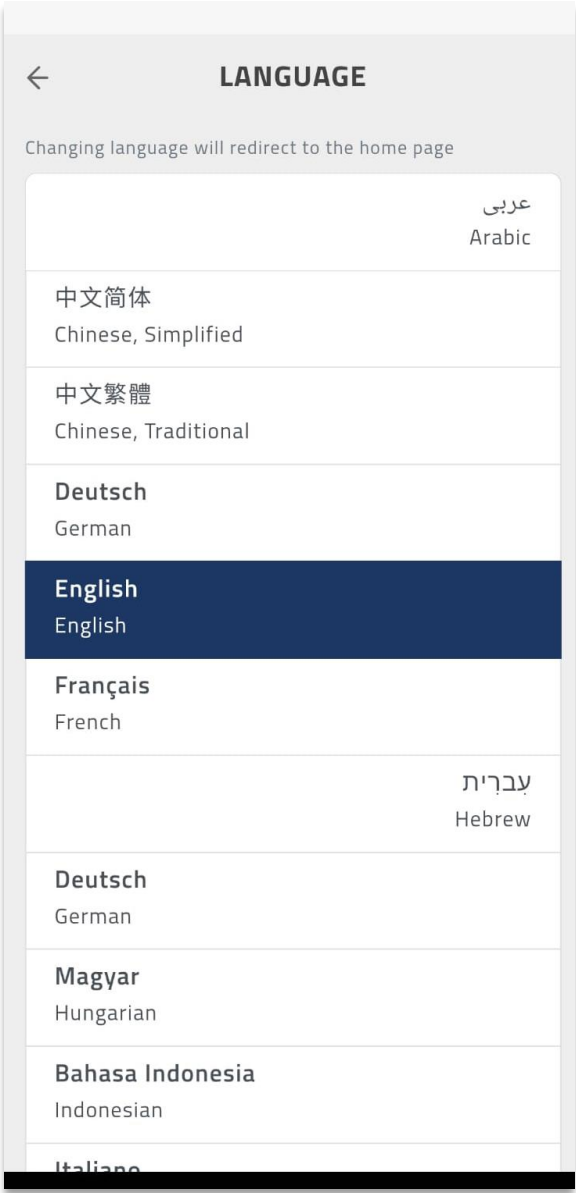 LANGUAGE
Changing language will redirect to the home page
عربى
Arabic
中文简体
Chinese, Simplified
中文繁體
Chinese, Traditional
Deutsch
German
English
English
Français
French
עִברִית
Hebrew
Deutsch
German
Magyar
Hungarian
Bahasa Indonesia
Indonesian
Italiano